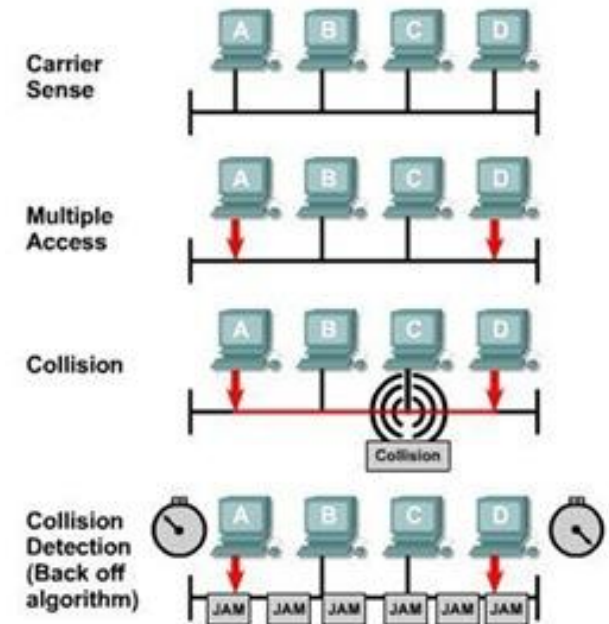 Carrier
Sense
A B C D
Multiple
Access
A B C D
Collision
A B C D
Collision
Collision
Detection
(Back off
algorithm)
A B C D
JAM JAM JAM JAM JAM JAM